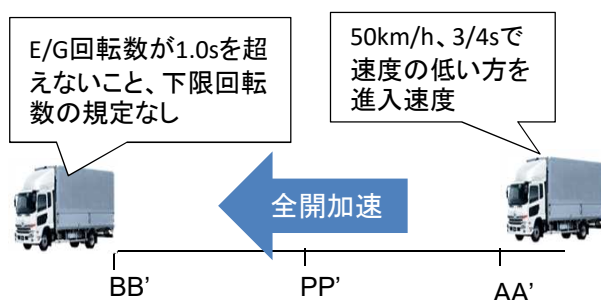 E/G回転数が1.0sを超
えないこと、下限回転
数の規定なし
50km/h、3/4sで
速度の低い方を
進入速度
全開加速
BB’
PP’
AA’